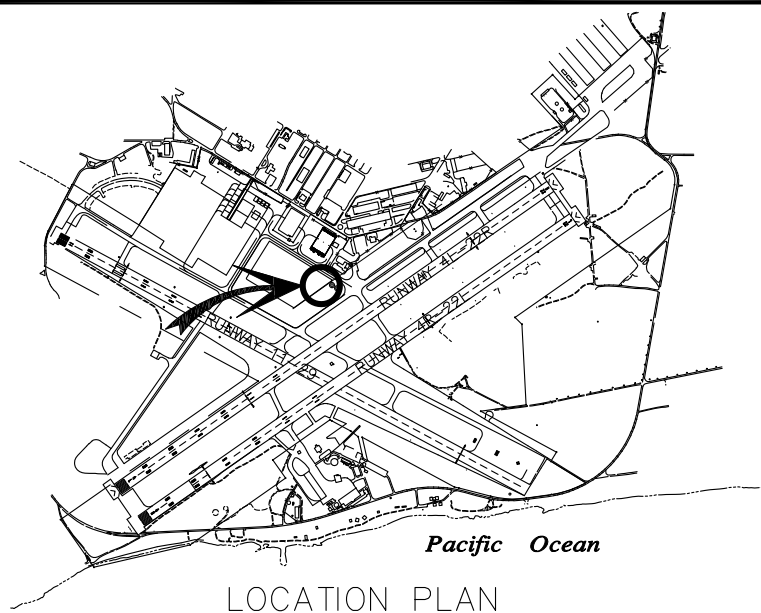 RUNWAY 4L-22R
RUNWAY 4R-22L
RUNWAY 11-29
Pacific Ocean
LOCATION PLAN